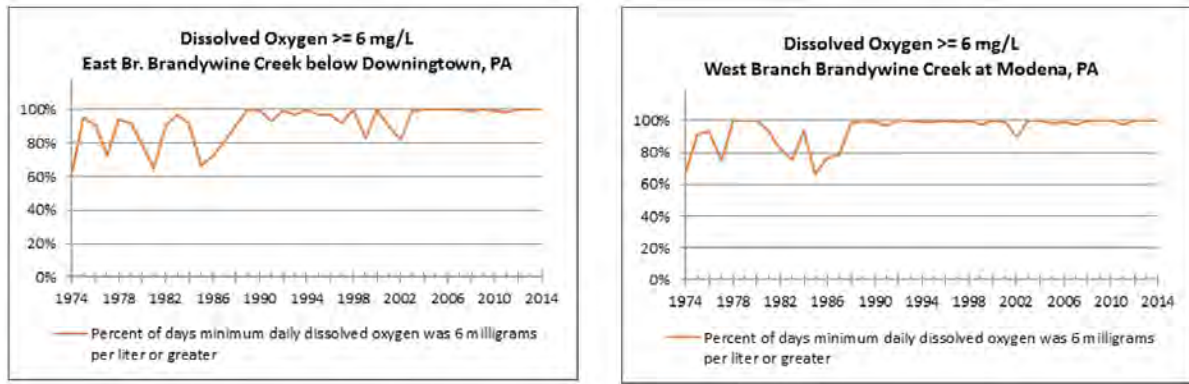 Dissolved Oxygen >= 6 mg/L
East Br. Brandywine Creek below Downingtown, PA
100%
80%
60%
40%
20%
0%
1974 1978 1982 1986 1990 1994 1998 2002 2006 2010 2014
Percent of days minimum daily dissolved oxygen was 6 milligrams
per liter or greater
Dissolved Oxygen >= 6 mg/L
West Branch Brandywine Creek at Modena, PA
100%
80%
60%
40%
20%
0%
1974 1978 1982 1986 1990 1994 1998 2002 2006 2010 2014
Percent of days minimum daily dissolved oxygen was 6 milligrams
per liter or greater